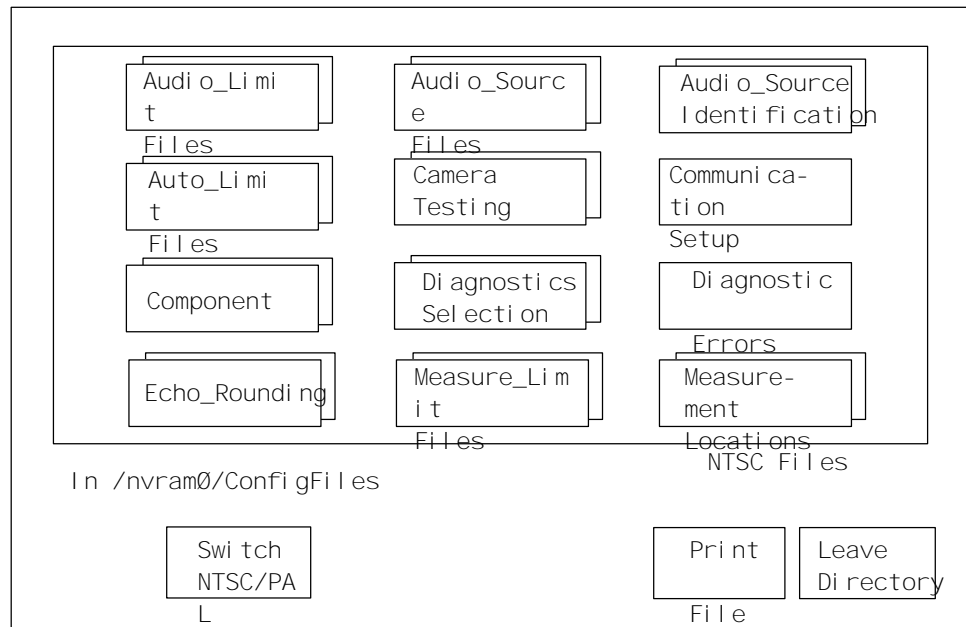 Audio_Limi
t
Files
Audio_Sourc
e
Files
Audio_Source
Identification
Auto_Limi
t
Files
Camera
Testing
Communica-
tion
Setup
Component
Diagnostics
Selection
Diagnostic
Errors
Echo_Rounding
Measure_Lim
it
Files
Measure-
ment
Locations
NTSC Files
In /nvramØ/ConfigFiles
Switch
NTSC/PA
L
Print
File
Leave
Directory